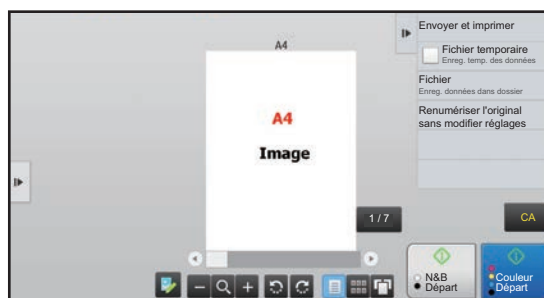 A4
A4
Image
Envoyer et imprimer
Fichier temporaire
Enreg. temp. des données
Fichier
Enreg. données dans dossier
Renumériser l'original
sans modifier réglages
1 / 7
CA
N&B
Départ
Couleur
Départ